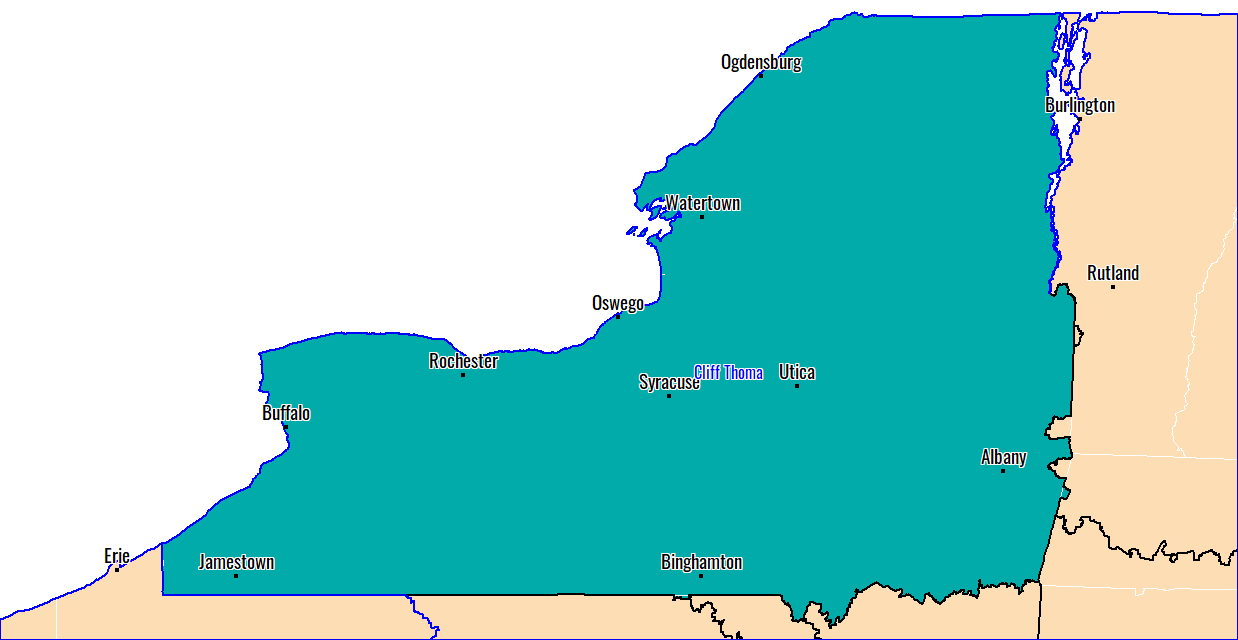 Ogdensburg
Burlington
Watertown
Rutland
Oswego
Rochester
Syracuse
Cliff Thoma
Utica
Buffalo
Albany
Erie
Jamestown
Binghamton